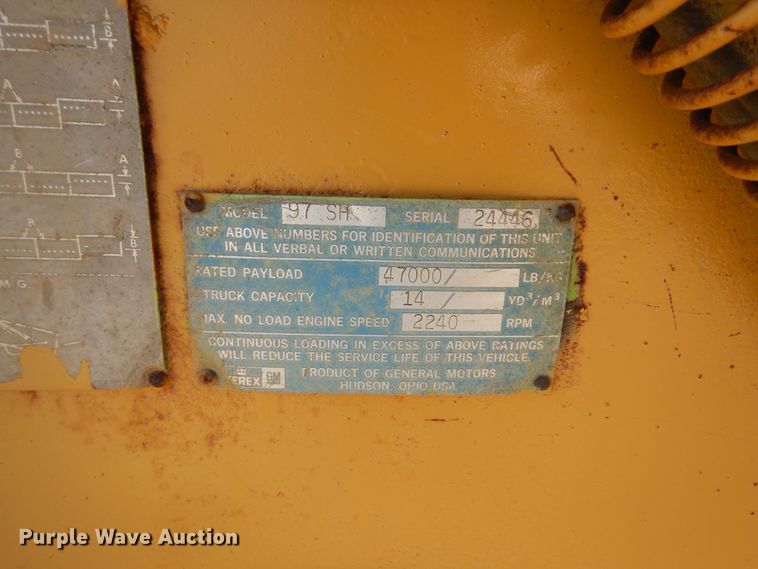 B
A
B
A
B
B
M G.
MODEL 97 SH SERIAL 24446
USE ABOVE NUMBERS FOR IDENTIFICATION OF THIS UNIT
IN ALL VERBAL OR WRITTEN COMMUNICATIONS
RATED PAYLOAD 47000/ LB/KG
TRUCK CAPACITY 14 / YD³/M³
MAX. NO LOAD ENGINE SPEED 2240 RPM
CONTINUOUS LOADING IN EXCESS OF ABOVE RATINGS
WILL REDUCE THE SERVICE LIFE OF THIS VEHICLE.
TEREX GM PRODUCT OF GENERAL MOTORS
HUDSON, OHIO USA
Purple Wave Auction